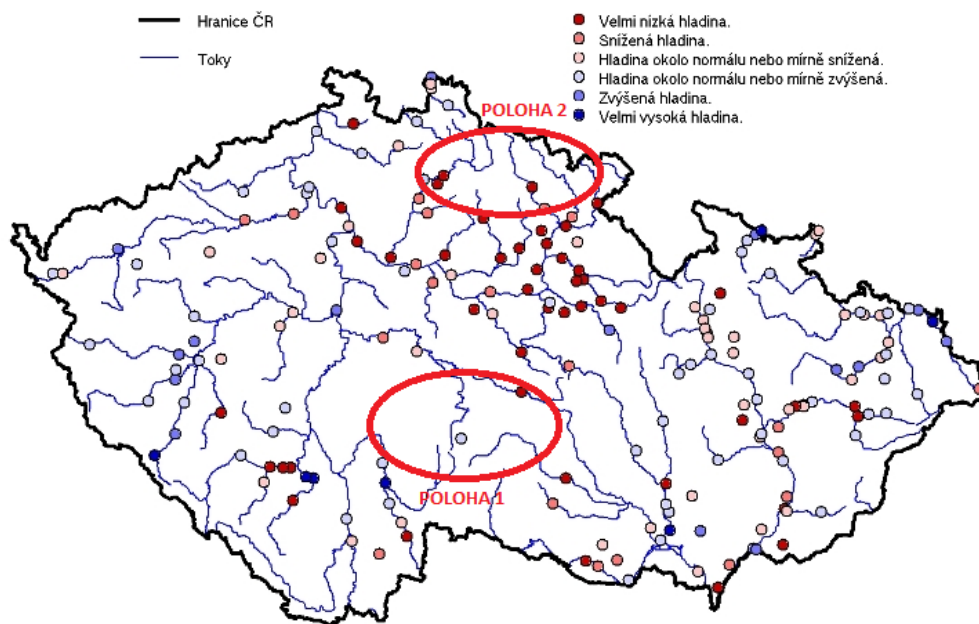 Hranice ČR
Toky
Velmi nízká hladina.
Snížená hladina.
Hladina okolo normálu nebo mírně snížená.
Hladina okolo normálu nebo mírně zvýšená.
Zvýšená hladina.
Velmi vysoká hladina.
POLOHA 2
POLOHA 1